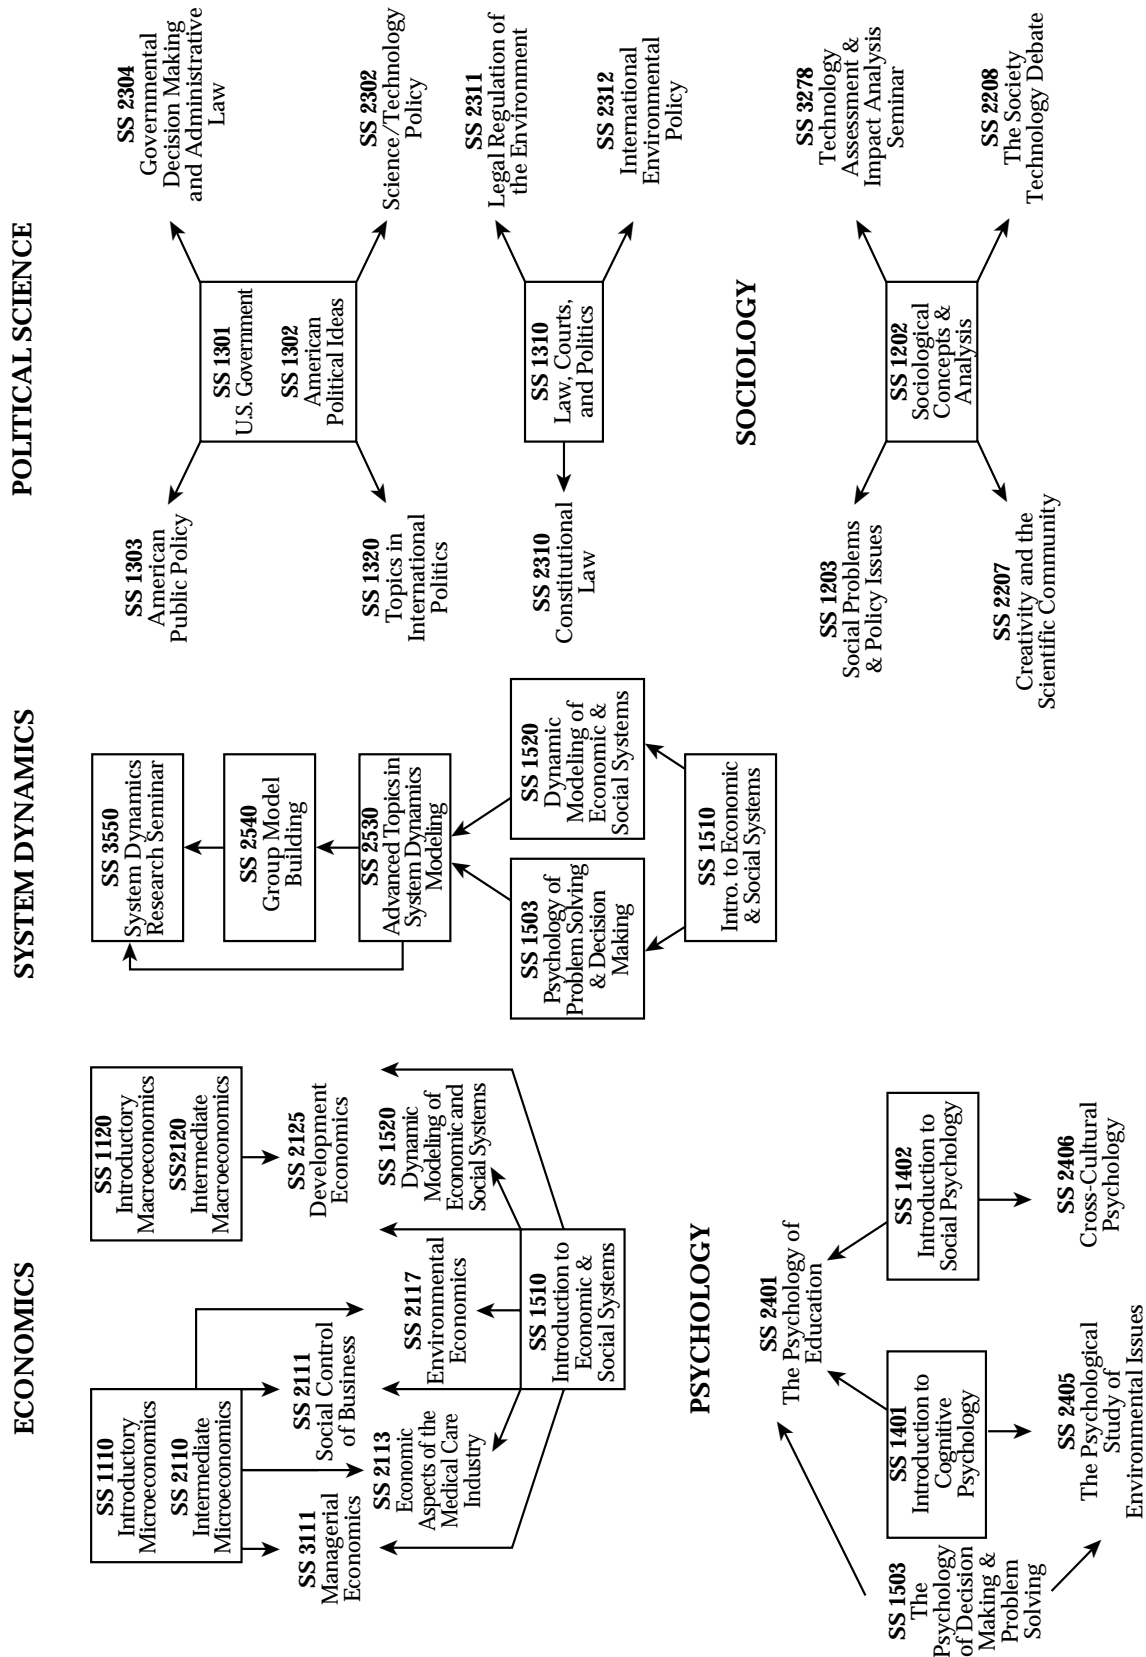 ECONOMICS
SS 1110
Introductory
Microeconomics
SS 2110
Intermediate
Microeconomics
SS 1120
Introductory
Macroeconomics
SS2120
Intermediate
Macroeconomics
SS 3111
Managerial
Economics
SS 2111
Social Control
of Business
SS 2125
Development
Economics
SS 2113
Economic
Aspects of the
Medical Care
Industry
SS 2117
Environmental
Economics
SS 1520
Dynamic
Modeling of
Economic and
Social Systems
SS 1510
Introduction to
Economic &
Social Systems
PSYCHOLOGY
SS 2401
The Psychology of
Education
SS 1503
The
Psychology
of Decision
Making &
Problem
Solving
SS 1401
Introduction to
Cognitive
Psychology
SS 1402
Introduction to
Social Psychology
SS 2405
The Psychological
Study of
Environmental Issues
SS 2406
Cross-Cultural
Psychology
SYSTEM DYNAMICS
SS 3550
System Dynamics
Research Seminar
SS 2540
Group Model
Building
SS 2530
Advanced Topics in
System Dynamics
Modeling
SS 1503
Psychology of
Problem Solving
& Decision
Making
SS 1520
Dynamic
Modeling of
Economic &
Social Systems
SS 1510
Intro. to Economic
& Social Systems
POLITICAL SCIENCE
SS 1303
American
Public Policy
SS 2304
Governmental
Decision Making
and Administrative
Law
SS 1301
U.S. Government
SS 1302
American
Political Ideas
SS 1320
Topics in
International
Politics
SS 2302
Science/Technology
Policy
SS 2311
Legal Regulation of
the Environment
SS 2310
Constitutional
Law
SS 1310
Law, Courts,
and Politics
SS 2312
International
Environmental
Policy
SOCIOLOGY
SS 1203
Social Problems
& Policy Issues
SS 3278
Technology
Assessment &
Impact Analysis
Seminar
SS 1202
Sociological
Concepts &
Analysis
SS 2207
Creativity and the
Scientific Community
SS 2208
The Society
Technology Debate